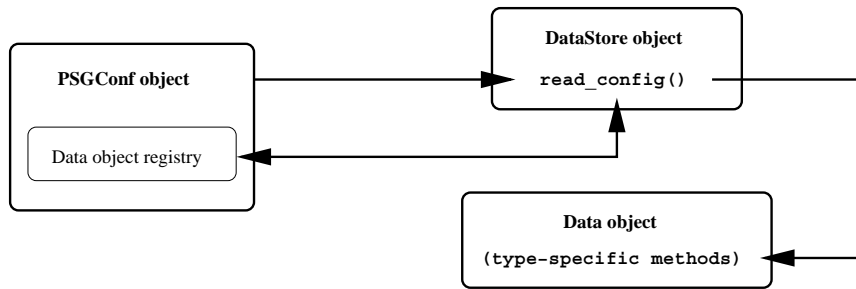 PSGConf object
Data object registry
DataStore object
read_config()
Data object
(type-specific methods)